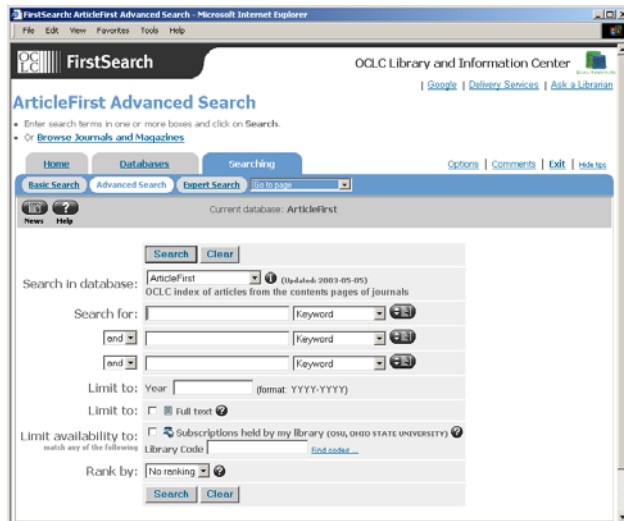 FirstSearch: ArticleFirst Advanced Search - Microsoft Internet Explorer
File Edit View Favorites Tools Help
OCLC FirstSearch OCLC Library and Information Center
| Google | Delivery Services | Ask a Librarian
ArticleFirst Advanced Search
• Enter search terms in one or more boxes and click on Search.
• Or Browse Journals and Magazines
Home Databases Searching Options | Comments | Exit | Hide tips
Basic Search Advanced Search Expert Search Go to page
News Help Current database: ArticleFirst
Search Clear
Search in database: ArticleFirst (Updated: 2003-05-05)
OCLC index of articles from the contents pages of journals
Search for: Keyword
and Keyword
and Keyword
Limit to: Year (format: YYYY-YYYY)
Limit to: Full text
Limit availability to: Subscriptions held by my library (OSU, OHIO STATE UNIVERSITY)
match any of the following Library Code Find codes ...
Rank by: No ranking
Search Clear